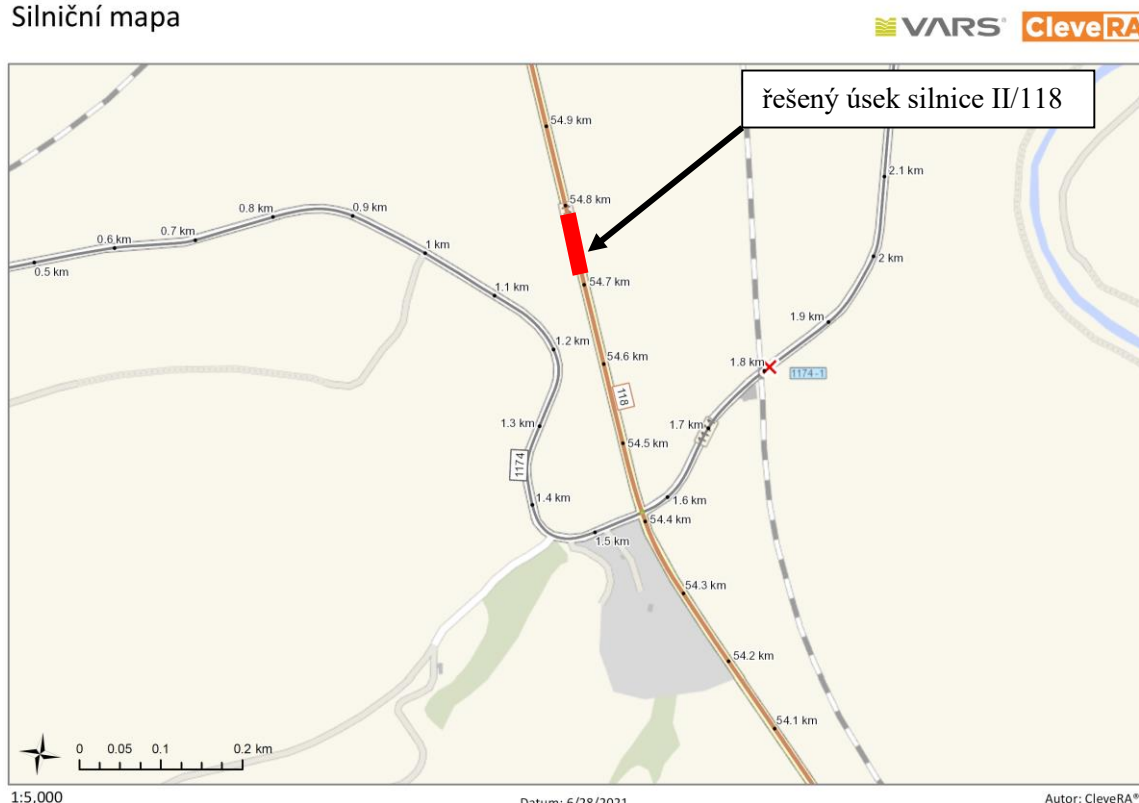 Silniční mapa
VARS®
CleveRA
řešený úsek silnice II/118
54.9 km
2.1 km
54.8 km
0.8 km
0.9 km
0.7 km
0.6 km
1 km
2 km
0.5 km
54.7 km
1.1 km
1.9 km
1.2 km
54.6 km
1.8 km
1174-1
118
1.3 km
1.7 km
54.5 km
1174
1.4 km
1.6 km
54.4 km
1.5 km
54.3 km
54.2 km
54.1 km
0 0.05 0.1 0.2 km
1:5.000
Datum: 6/28/2021
Autor: CleveRA®